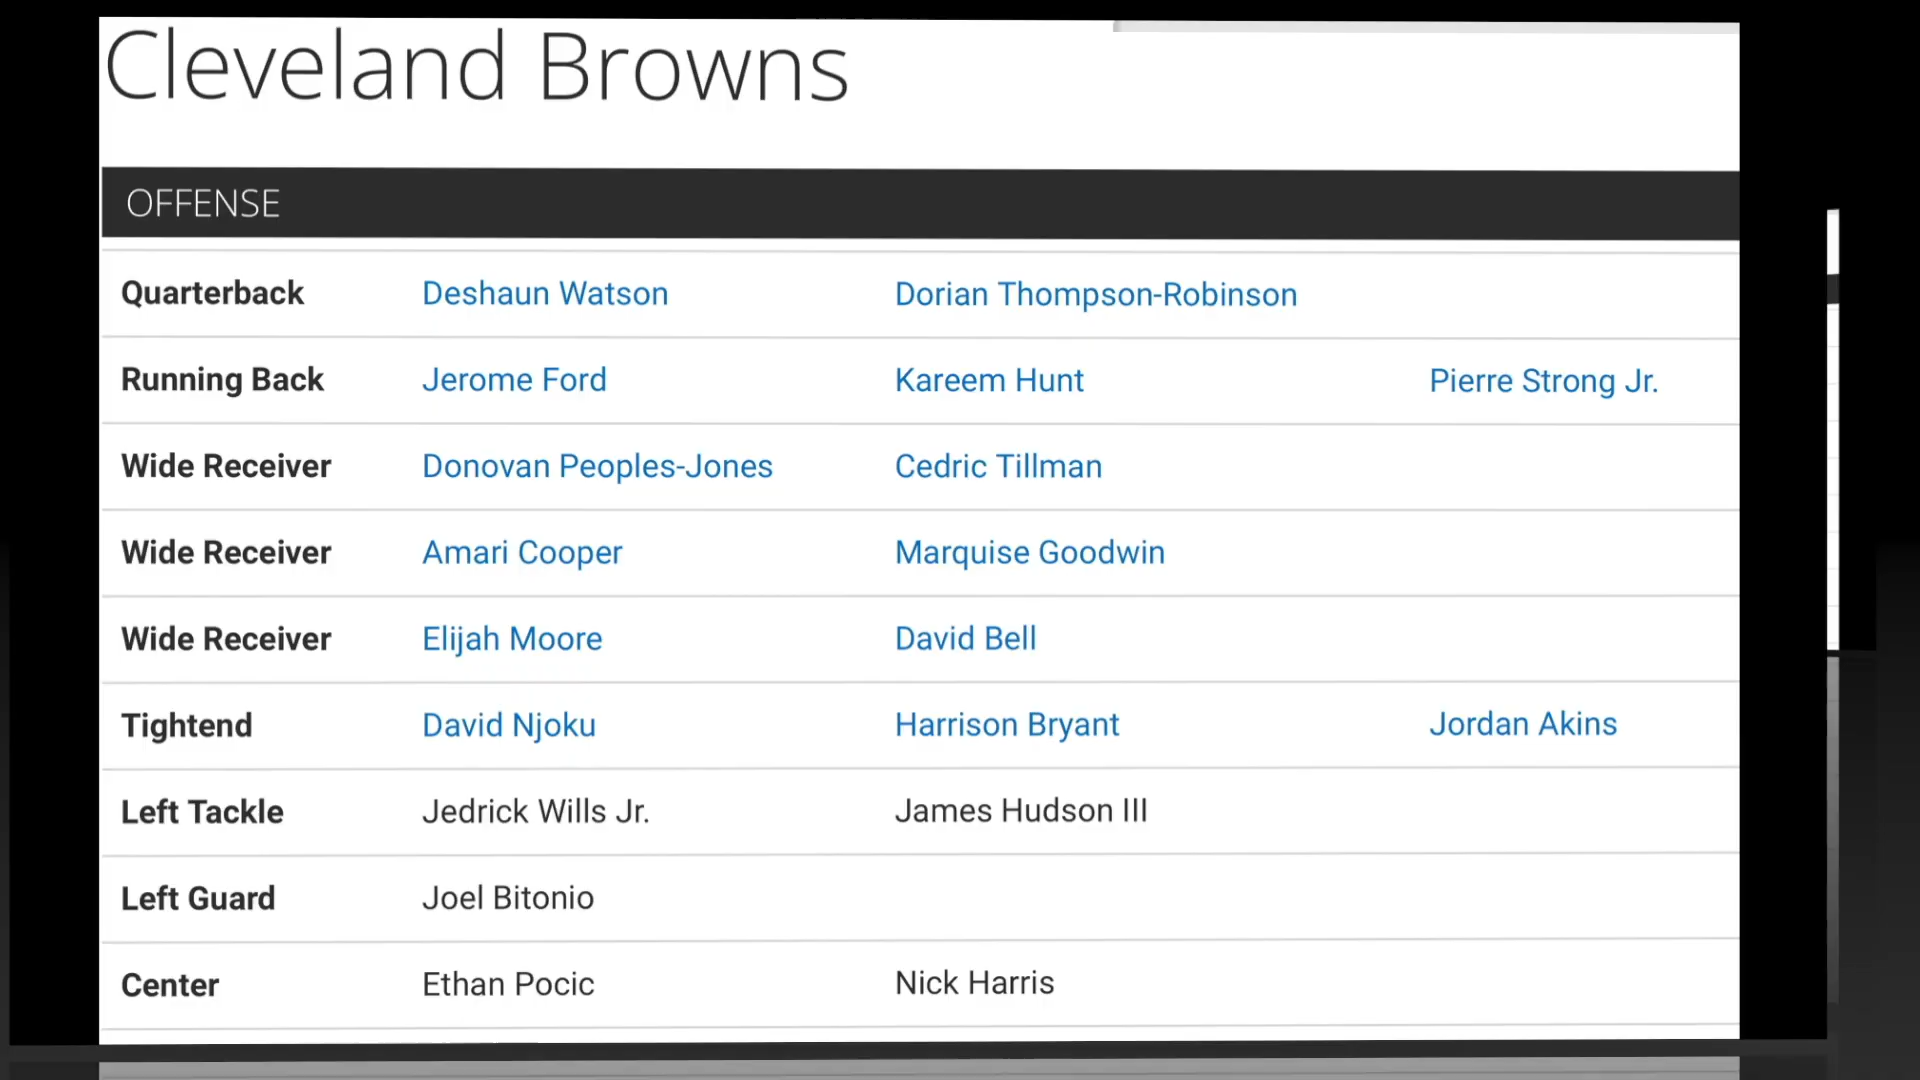 Cleveland Browns
OFFENSE
Quarterback Deshaun Watson Dorian Thompson-Robinson
Running Back Jerome Ford Kareem Hunt Pierre Strong Jr.
Wide Receiver Donovan Peoples-Jones Cedric Tillman
Wide Receiver Amari Cooper Marquise Goodwin
Wide Receiver Elijah Moore David Bell
Tightend David Njoku Harrison Bryant Jordan Akins
Left Tackle Jedrick Wills Jr. James Hudson III
Left Guard Joel Bitonio
Center Ethan Pocic Nick Harris